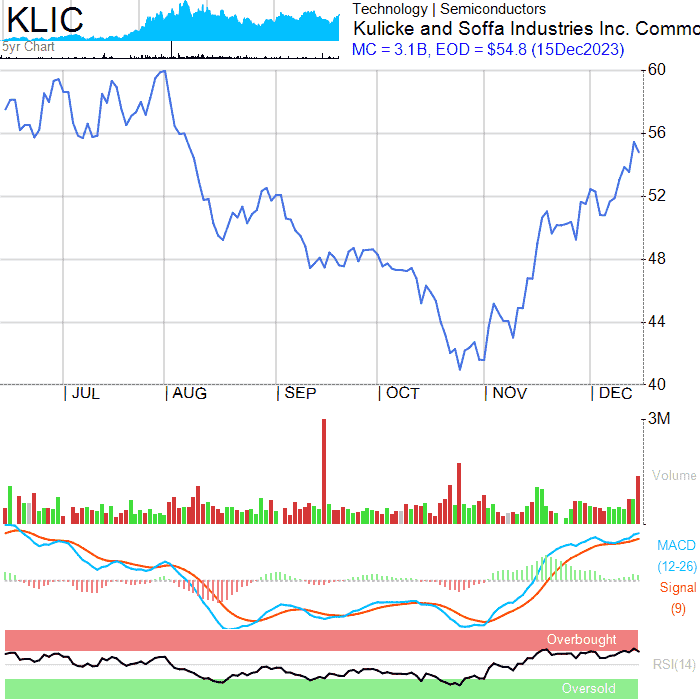 KLIC
5yr Chart
Technology | Semiconductors
Kulicke and Soffa Industries Inc. Commo
MC = 3.1B, EOD = $54.8 (15Dec2023)
60
56
52
48
44
40
JUL AUG SEP OCT NOV DEC
3M
Volume
MACD
(12-26)
Signal
(9)
Overbought
RSI(14)
Oversold